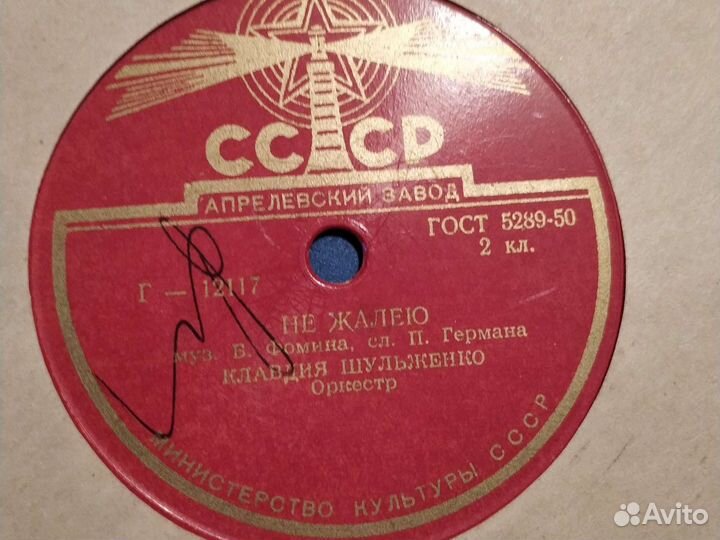 СССР
АПРЕЛЕВСКИЙ ЗАВОД
ГОСТ 5289-50
2 кл.
Г — 12117
НЕ ЖАЛЕЮ
муз. Б. Фомина, сл. П. Германа
КЛАВДИЯ ШУЛЬЖЕНКО
Оркестр
МИНИСТЕРСТВО КУЛЬТУРЫ СССР
Avito